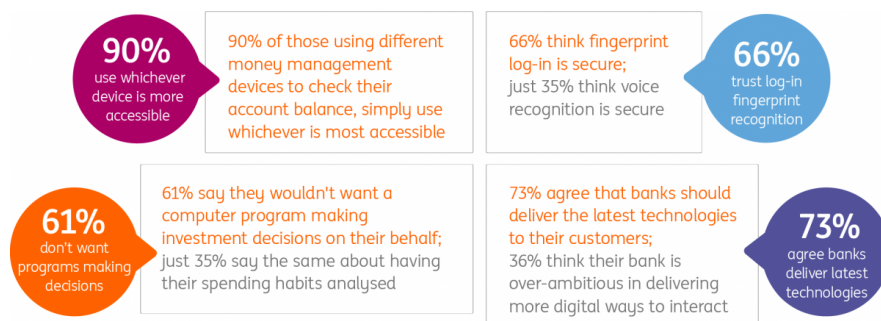 90%
use whichever
device is more
accessible
90% of those using different
money management
devices to check their
account balance, simply use
whichever is most accessible
66% think fingerprint
log-in is secure;
just 35% think voice
recognition is secure
66%
trust log-in
fingerprint
recognition
61%
don't want
programs making
decisions
61% say they wouldn't want a
computer program making
investment decisions on their behalf;
just 35% say the same about having
their spending habits analysed
73% agree that banks should
deliver the latest technologies
to their customers;
36% think their bank is
over-ambitious in delivering
more digital ways to interact
73%
agree banks
deliver latest
technologies